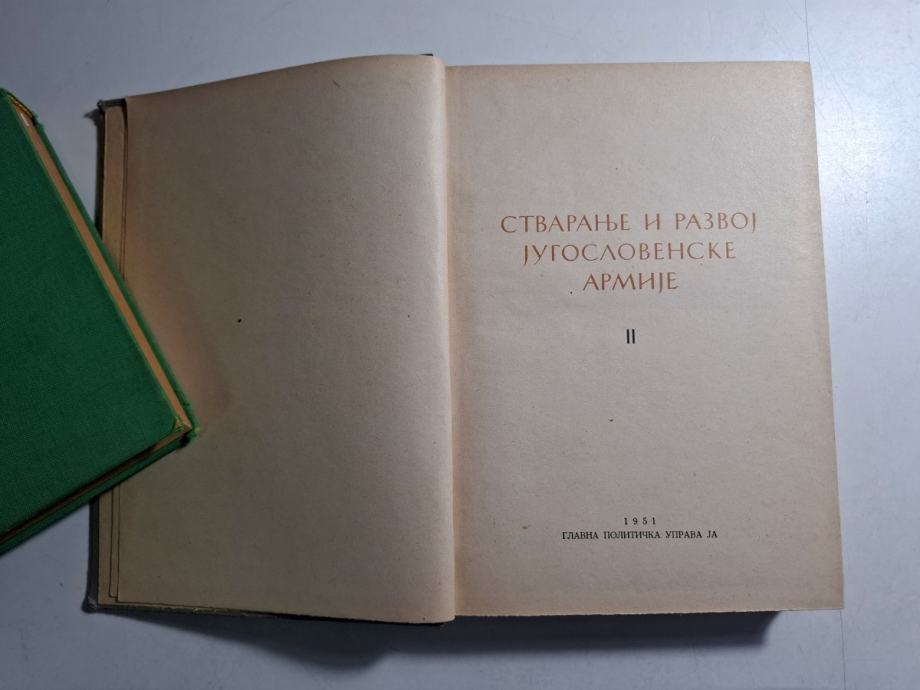 СТВАРАЊЕ И РАЗВОЈ
ЈУГОСЛОВЕНСКЕ
АРМИЈЕ
II
1951
ГЛАВНА ПОЛИТИЧКА УПРАВА ЈА